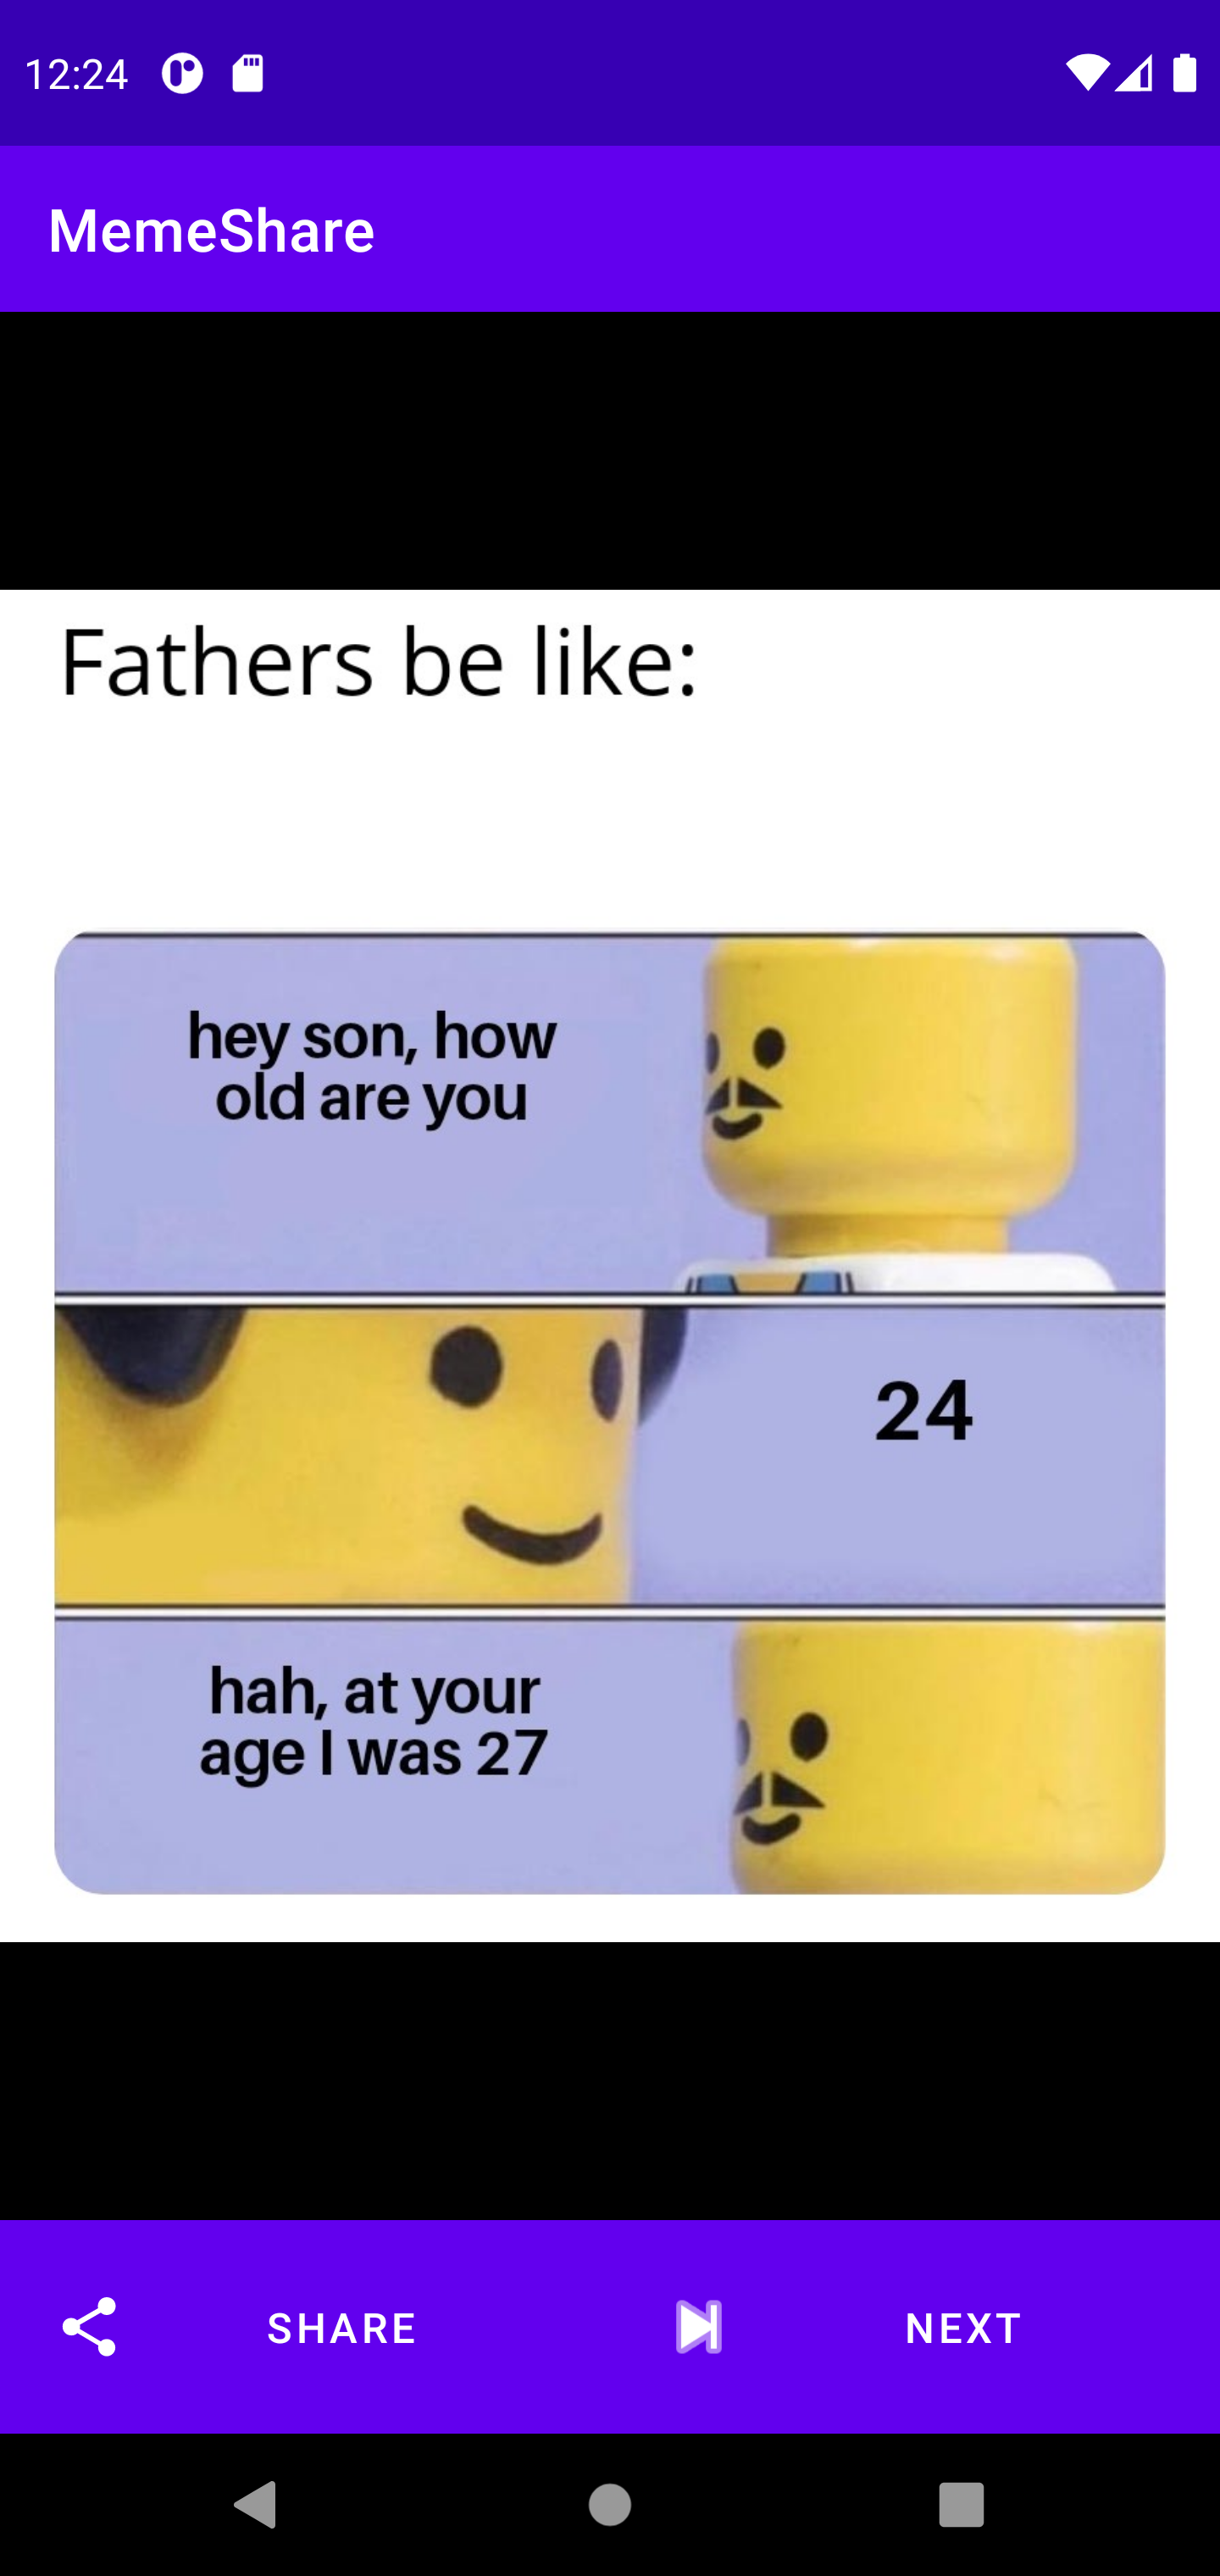 12:24
MemeShare
Fathers be like:
hey son, how
old are you
24
hah, at your
age I was 27
SHARE
NEXT